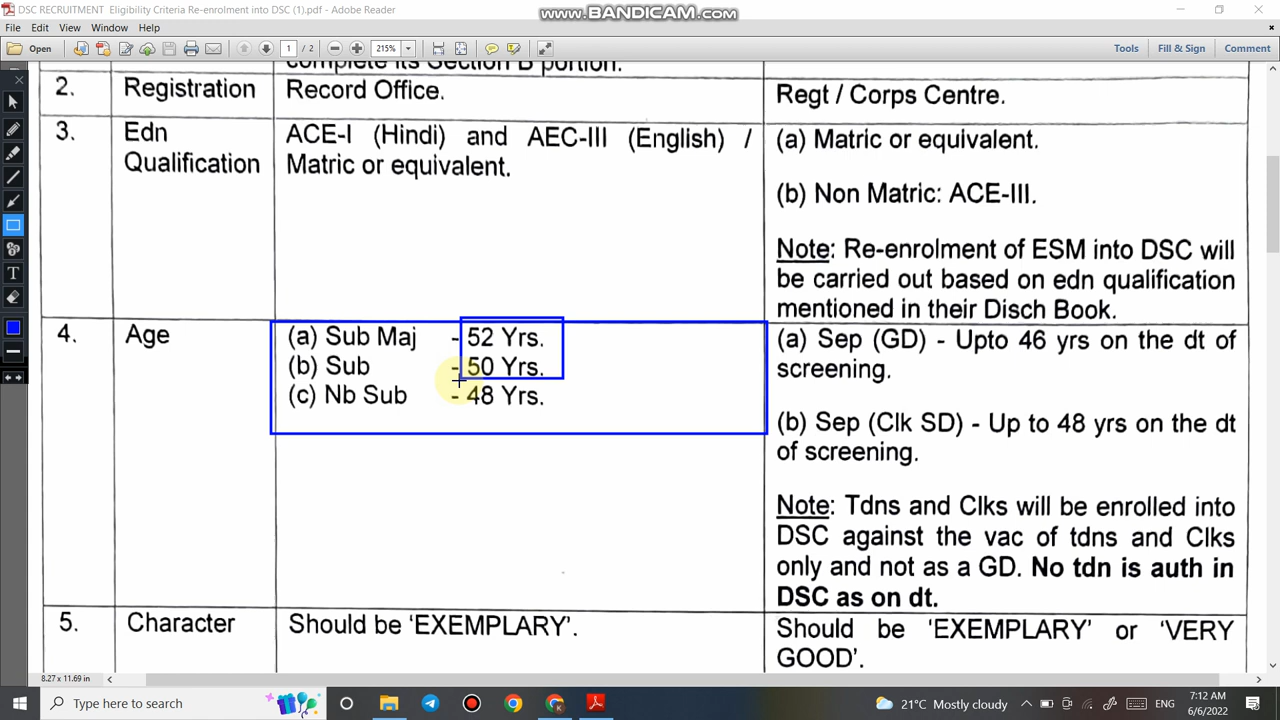 DSC RECRUITMENT Eligibility Criteria Re-enrolment into DSC (1).pdf - Adobe Reader
www.BANDICAM.com
File Edit View Window Help
Open 1 / 2 215% Tools Fill & Sign Comment
complete its Section B portion.
2. Registration Record Office. Regt / Corps Centre.
3. Edn Qualification
ACE-I (Hindi) and AEC-III (English) /
Matric or equivalent.
(a) Matric or equivalent.
(b) Non Matric: ACE-III.
Note: Re-enrolment of ESM into DSC will
be carried out based on edn qualification
mentioned in their Disch Book.
4. Age
(a) Sub Maj - 52 Yrs.
(b) Sub - 50 Yrs.
(c) Nb Sub - 48 Yrs.
(a) Sep (GD) - Upto 46 yrs on the dt
of screening.
(b) Sep (Clk SD) - Up to 48 yrs on the dt
of screening.
Note: Tdns and Clks will be enrolled into
DSC against the vac of tdns and Clks
only and not as a GD. No tdn is auth in
DSC as on dt.
5. Character Should be ‘EXEMPLARY’.
Should be ‘EXEMPLARY’ or ‘VERY
GOOD’.
8.27 x 11.69 in
Type here to search
21°C Mostly cloudy ENG
7:12 AM
6/6/2022